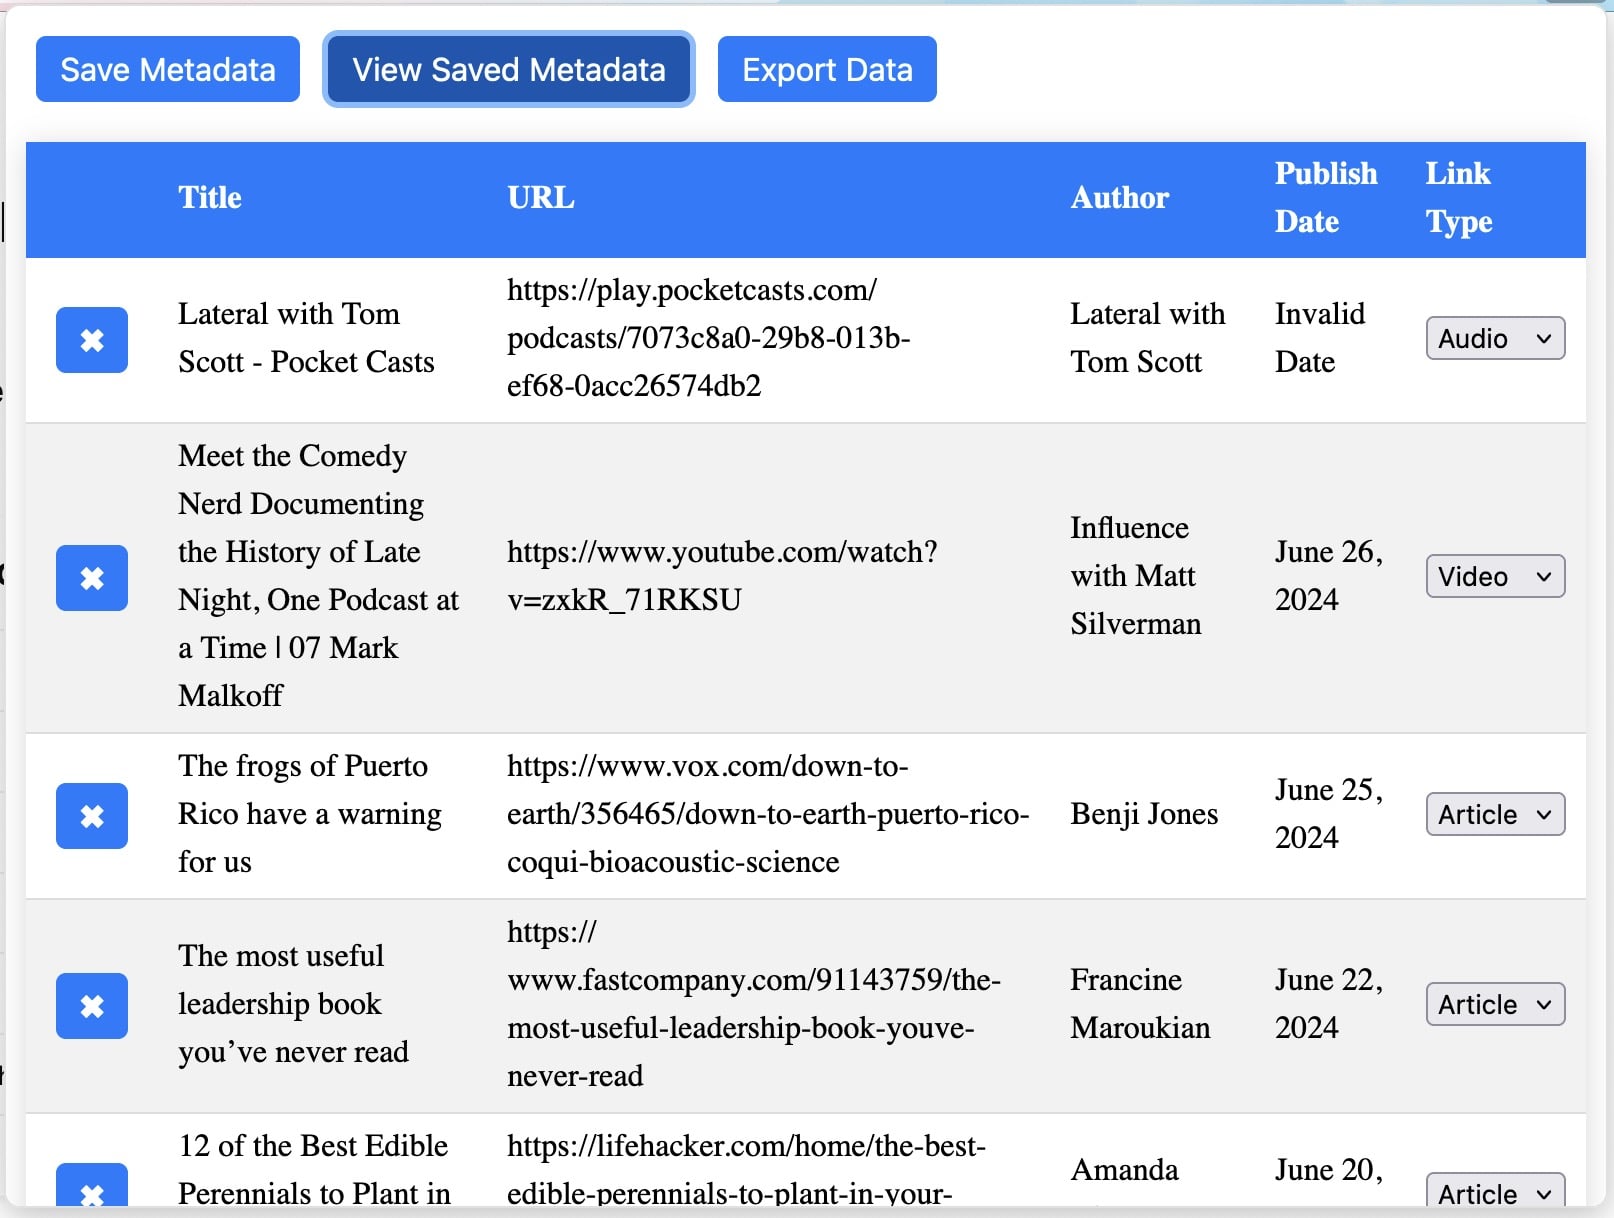 Save Metadata View Saved Metadata Export Data
Title URL Author Publish Date Link Type
Lateral with Tom
Scott - Pocket Casts
https://play.pocketcasts.com/
podcasts/7073c8a0-29b8-013b-
ef68-0acc26574db2
Lateral with
Tom Scott
Invalid
Date
Audio
Meet the Comedy
Nerd Documenting
the History of Late
Night, One Podcast at
a Time | 07 Mark
Malkoff
https://www.youtube.com/watch?
v=zxkR_71RKSU
Influence
with Matt
Silverman
June 26,
2024
Video
The frogs of Puerto
Rico have a warning
for us
https://www.vox.com/down-to-
earth/356465/down-to-earth-puerto-rico-
coqui-bioacoustic-science
Benji Jones
June 25,
2024
Article
The most useful
leadership book
you’ve never read
https://
www.fastcompany.com/91143759/the-
most-useful-leadership-book-youve-
never-read
Francine
Maroukian
June 22,
2024
Article
12 of the Best Edible
Perennials to Plant in
https://lifehacker.com/home/the-best-
edible-perennials-to-plant-in-your-
Amanda
June 20,
Article